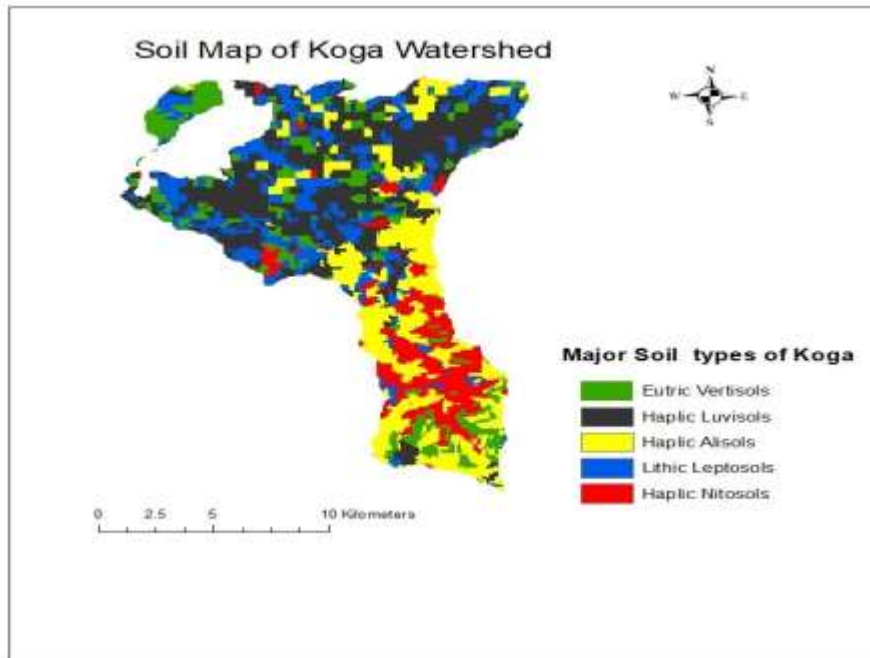 Soil Map of Koga Watershed
N
W E
S
Major Soil types of Koga
Eutric Vertisols
Haplic Luvisols
Haplic Alisols
Lithic Leptosols
Haplic Nitosols
0 2.5 5 10 Kilometers